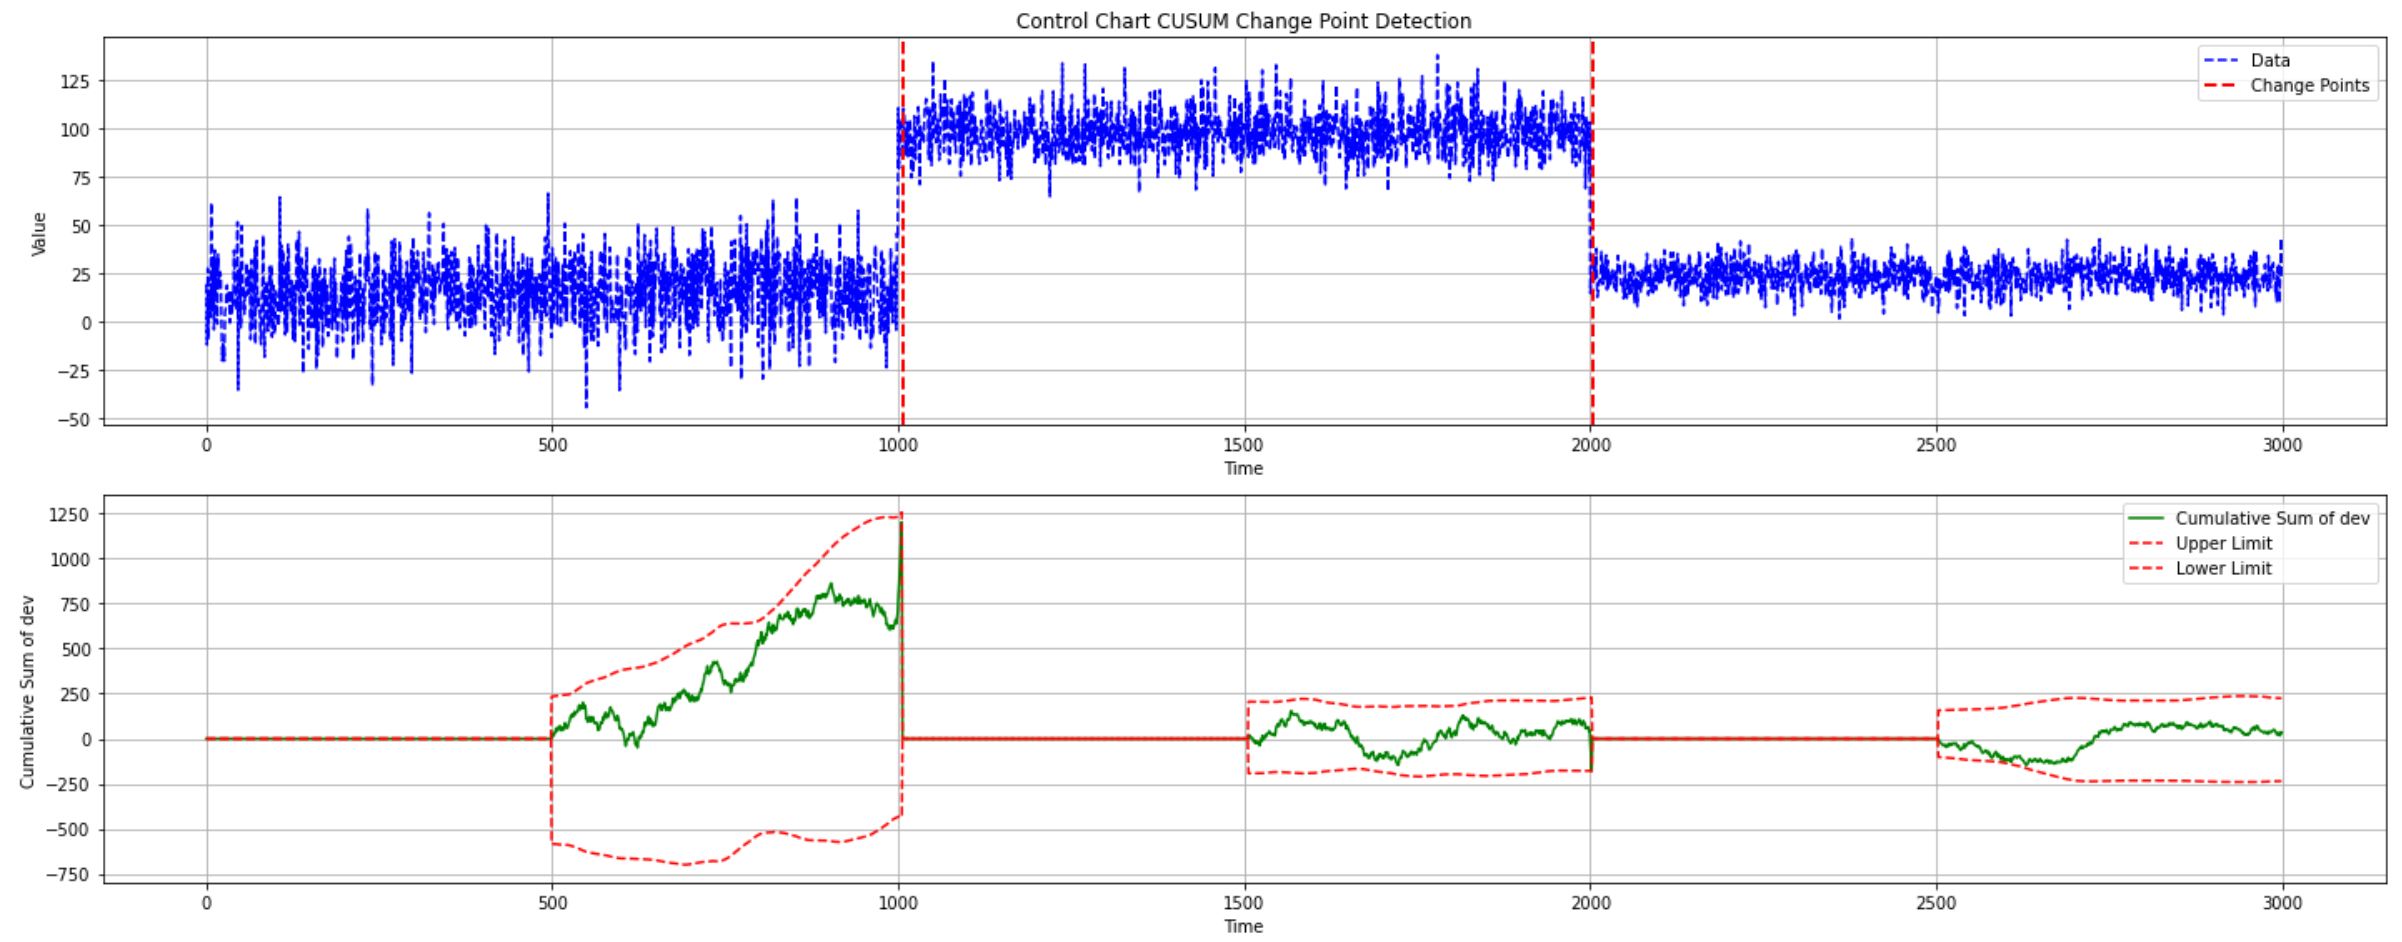 Control Chart CUSUM Change Point Detection
Data
Change Points
125
100
75
50
25
0
−25
−50
Value
0 500 1000 1500 2000 2500 3000
Time
Cumulative Sum of dev
Upper Limit
Lower Limit
1250
1000
750
500
250
0
−250
−500
−750
Cumulative Sum of dev
0 500 1000 1500 2000 2500 3000
Time